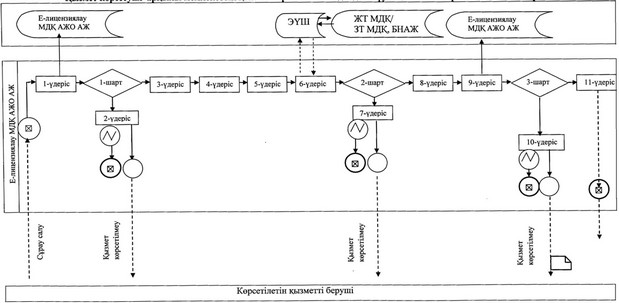 Е-лицензиялау
МДҚ АЖО АЖ
ЭҮШ
ЖТ МДҚ/
ЗТ МДҚ, БНАЖ
Е-лицензиялау
МДҚ АЖО АЖ
Е-лицензиялау МДҚ АЖО АЖ
1-үдеріс
1-шарт
3-үдеріс
4-үдеріс
5-үдеріс
6-үдеріс
2-шарт
8-үдеріс
9-үдеріс
3-шарт
11-үдеріс
2-үдеріс
7-үдеріс
10-үдеріс
Сұрау салу
Қызмет
көрсетілмеу
Қызмет
көрсетілмеу
Қызмет
көрсетілмеу
Көрсетілетін қызметті беруші